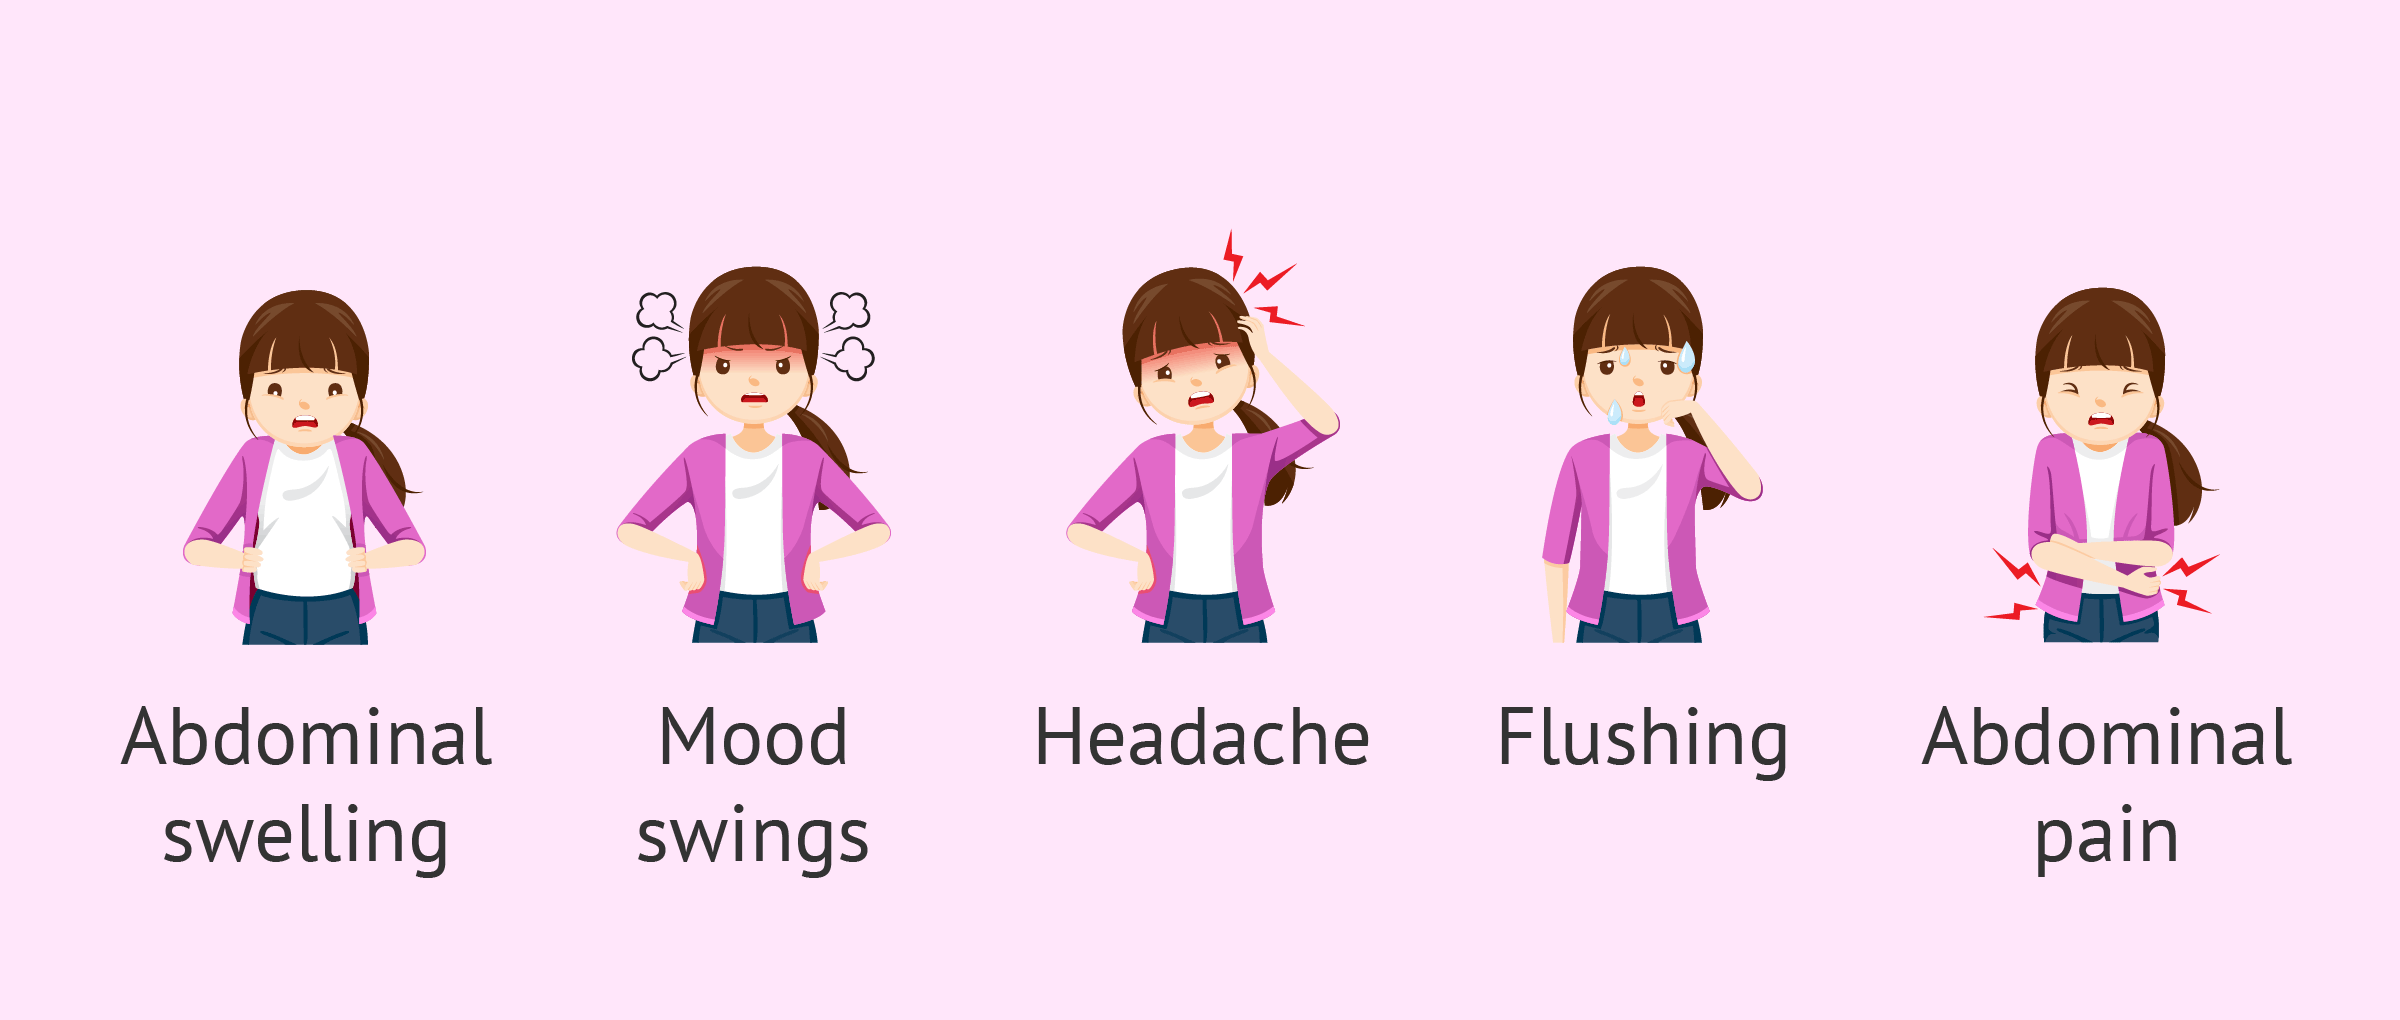 Abdominal
swelling
Mood
swings
Headache
Flushing
Abdominal
pain